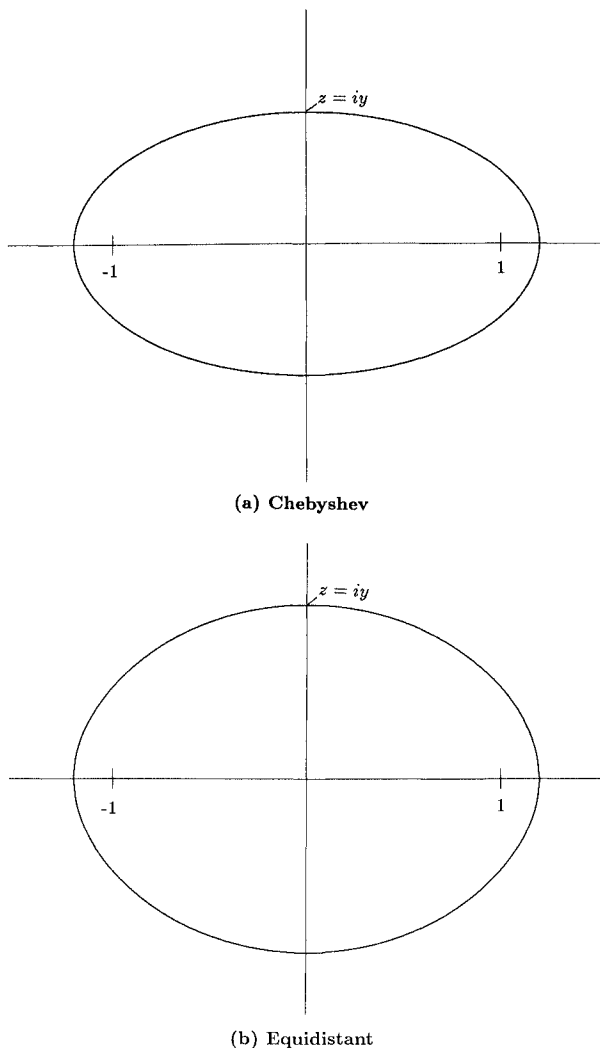 z = iy
-1
1
(a) Chebyshev
z = iy
-1
1
(b) Equidistant